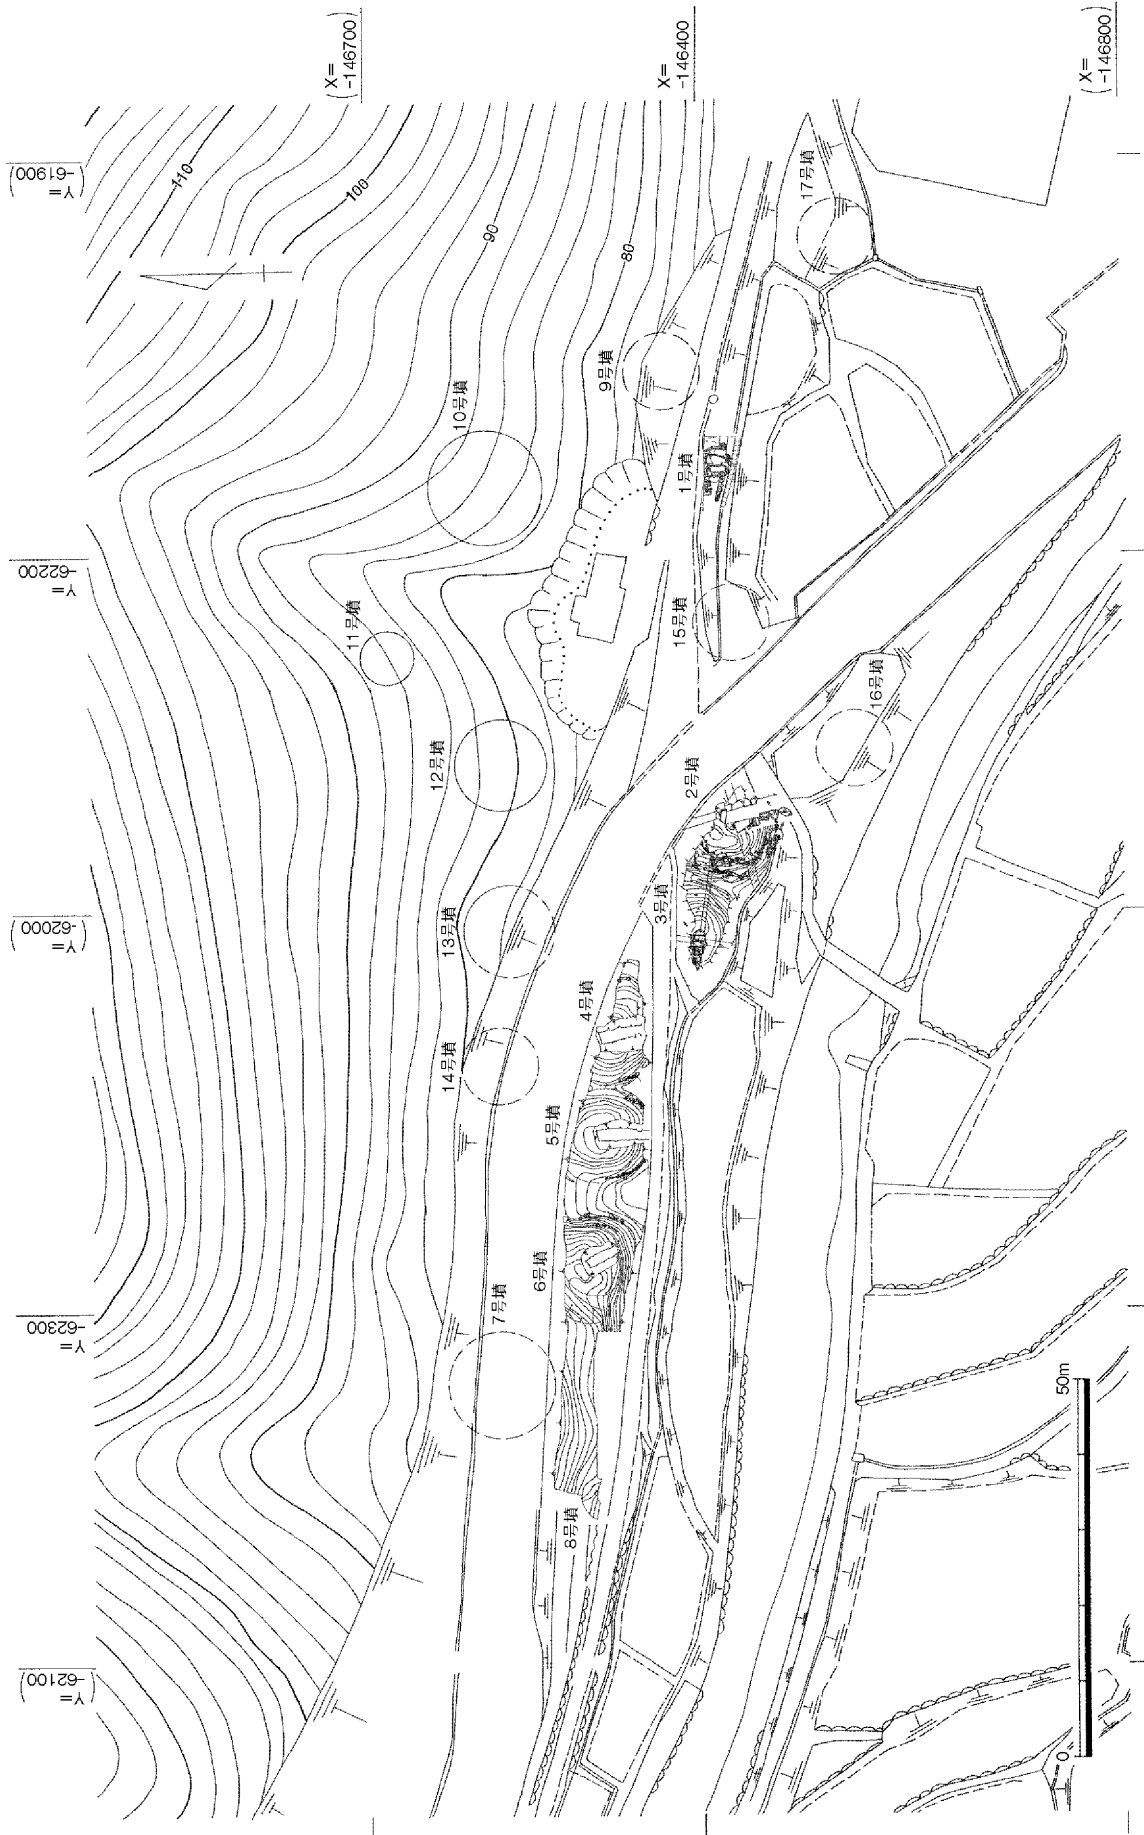 (Y=
-61900)
Y=
-62200
(Y=
-62000)
Y=
-62300
(Y=
-62100)
(X=
-146700)
X=
-146400
(X=
-146800)
110
100
90
80
1号墳
2号墳
3号墳
4号墳
5号墳
6号墳
7号墳
8号墳
9号墳
10号墳
11号墳
12号墳
13号墳
14号墳
15号墳
16号墳
17号墳
0
50m